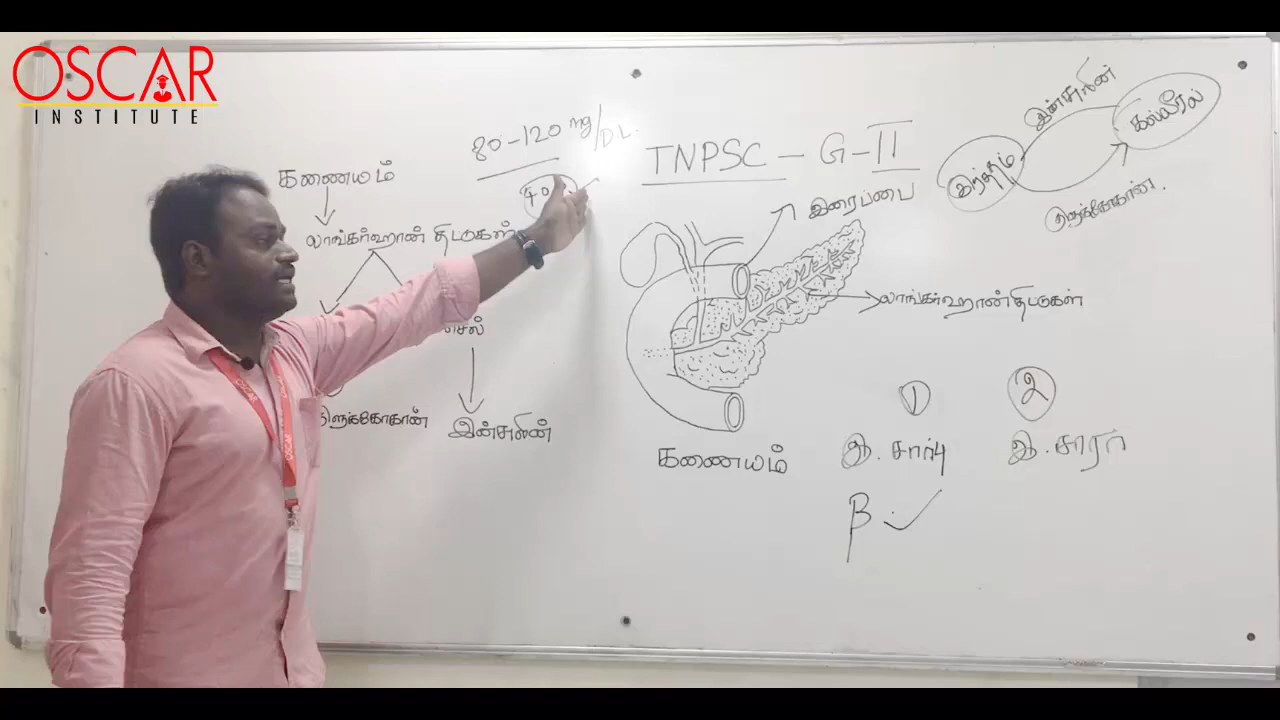 OSCAR
INSTITUTE
80-120 mg/DL.
TNPSC - G-II
கணையம்
லாங்கர்ஹான் திட்டுகள்
இன்சுலின்
இரைப்பை
லாங்கர்ஹான்திட்டுகள்
கணையம்
இன்சுலின்
கல்லீரல்
இரத்தம்
குளுக்கோகான்.
1
2
இ. சார்பு
இ. சாரா
β
OSCAR